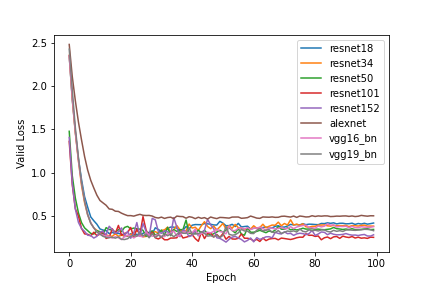 2.5
2.0
1.5
1.0
0.5
Valid Loss
0
20
40
60
80
100
Epoch
resnet18
resnet34
resnet50
resnet101
resnet152
alexnet
vgg16_bn
vgg19_bn